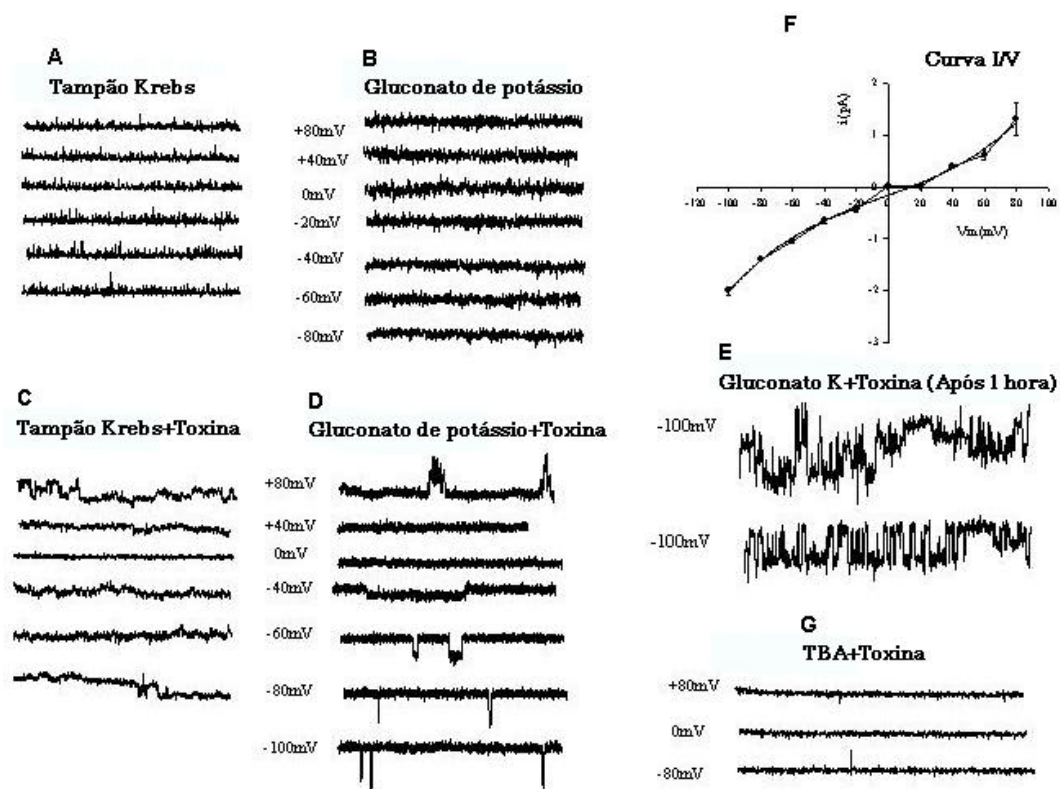 A
Tampão Krebs
B
Gluconato de potássio
+80mV
+40mV
0mV
-20mV
-40mV
-60mV
-80mV
F
Curva I/V
i(pA)
2
1
0
-1
-2
-3
-120 -100 -80 -60 -40 -20 0 20 40 60 80 100
Vm(mV)
C
Tampão Krebs+Toxina
D
Gluconato de potássio+Toxina
+80mV
+40mV
0mV
-40mV
-60mV
-80mV
-100mV
E
Gluconato K+Toxina (Após 1 hora)
-100mV
-100mV
G
TBA+Toxina
+80mV
0mV
-80mV